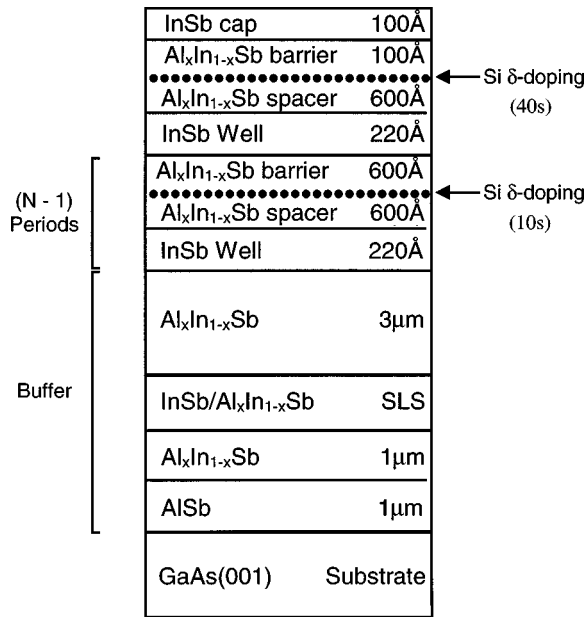 InSb cap 100Å
AlₓIn₁₋ₓSb barrier 100Å
Si δ-doping
(40s)
AlₓIn₁₋ₓSb spacer 600Å
InSb Well 220Å
(N - 1)
Periods
AlₓIn₁₋ₓSb barrier 600Å
Si δ-doping
(10s)
AlₓIn₁₋ₓSb spacer 600Å
InSb Well 220Å
Buffer
AlₓIn₁₋ₓSb 3μm
InSb/AlₓIn₁₋ₓSb SLS
AlₓIn₁₋ₓSb 1μm
AlSb 1μm
GaAs(001) Substrate